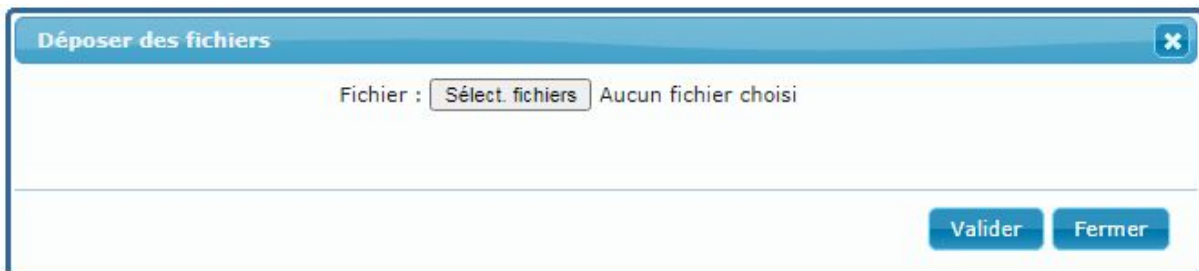 Déposer des fichiers
Fichier : Sélect. fichiers Aucun fichier choisi
Valider Fermer